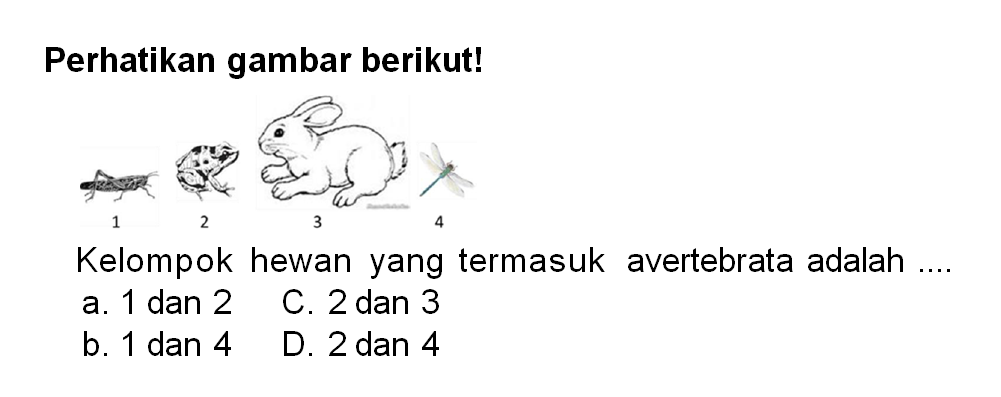 Perhatikan gambar berikut!
1 2 3 4
Kelompok hewan yang termasuk avertebrata adalah ....
a. 1 dan 2 C. 2 dan 3
b. 1 dan 4 D. 2 dan 4